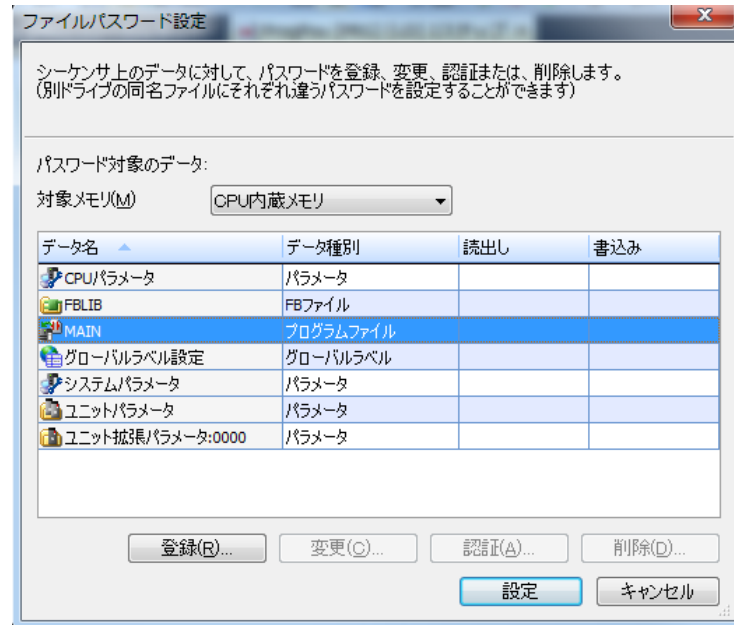 ファイルパスワード設定
シーケンサ上のデータに対して、パスワードを登録、変更、認証または、削除します。
(別ドライブの同名ファイルにそれぞれ違うパスワードを設定することができます)
パスワード対象のデータ:
対象メモリ(M) CPU内蔵メモリ
データ名 データ種別 読出し 書込み
CPUパラメータ パラメータ
FBLIB FBファイル
MAIN プログラムファイル
グローバルラベル設定 グローバルラベル
システムパラメータ パラメータ
ユニットパラメータ パラメータ
ユニット拡張パラメータ:0000 パラメータ
登録(R)... 変更(C)... 認証(A)... 削除(D)...
設定 キャンセル